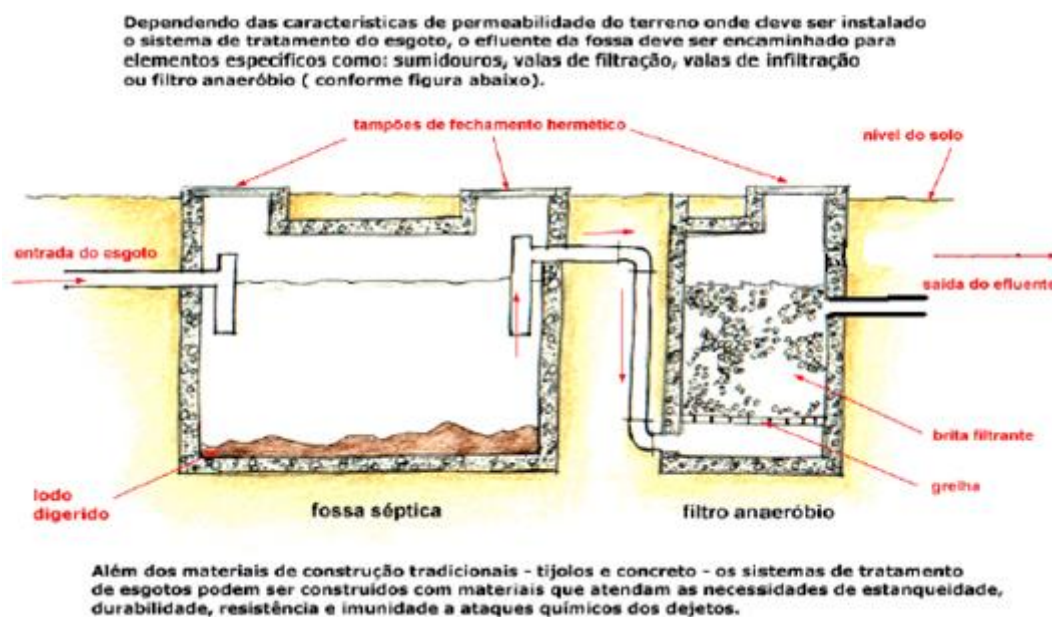 Dependendo das características de permeabilidade do terreno onde deve ser instalado
o sistema de tratamento do esgoto, o efluente da fossa deve ser encaminhado para
elementos específicos como: sumidouros, valas de filtração, valas de infiltração
ou filtro anaeróbio ( conforme figura abaixo).
tampões de fechamento hermético
nível do solo
entrada do esgoto
saída do efluente
brita filtrante
grelha
lodo
digerido
fossa séptica
filtro anaeróbio
Além dos materiais de construção tradicionais - tijolos e concreto - os sistemas de tratamento
de esgotos podem ser construídos com materiais que atendam as necessidades de estanqueidade,
durabilidade, resistência e imunidade a ataques químicos dos dejetos.